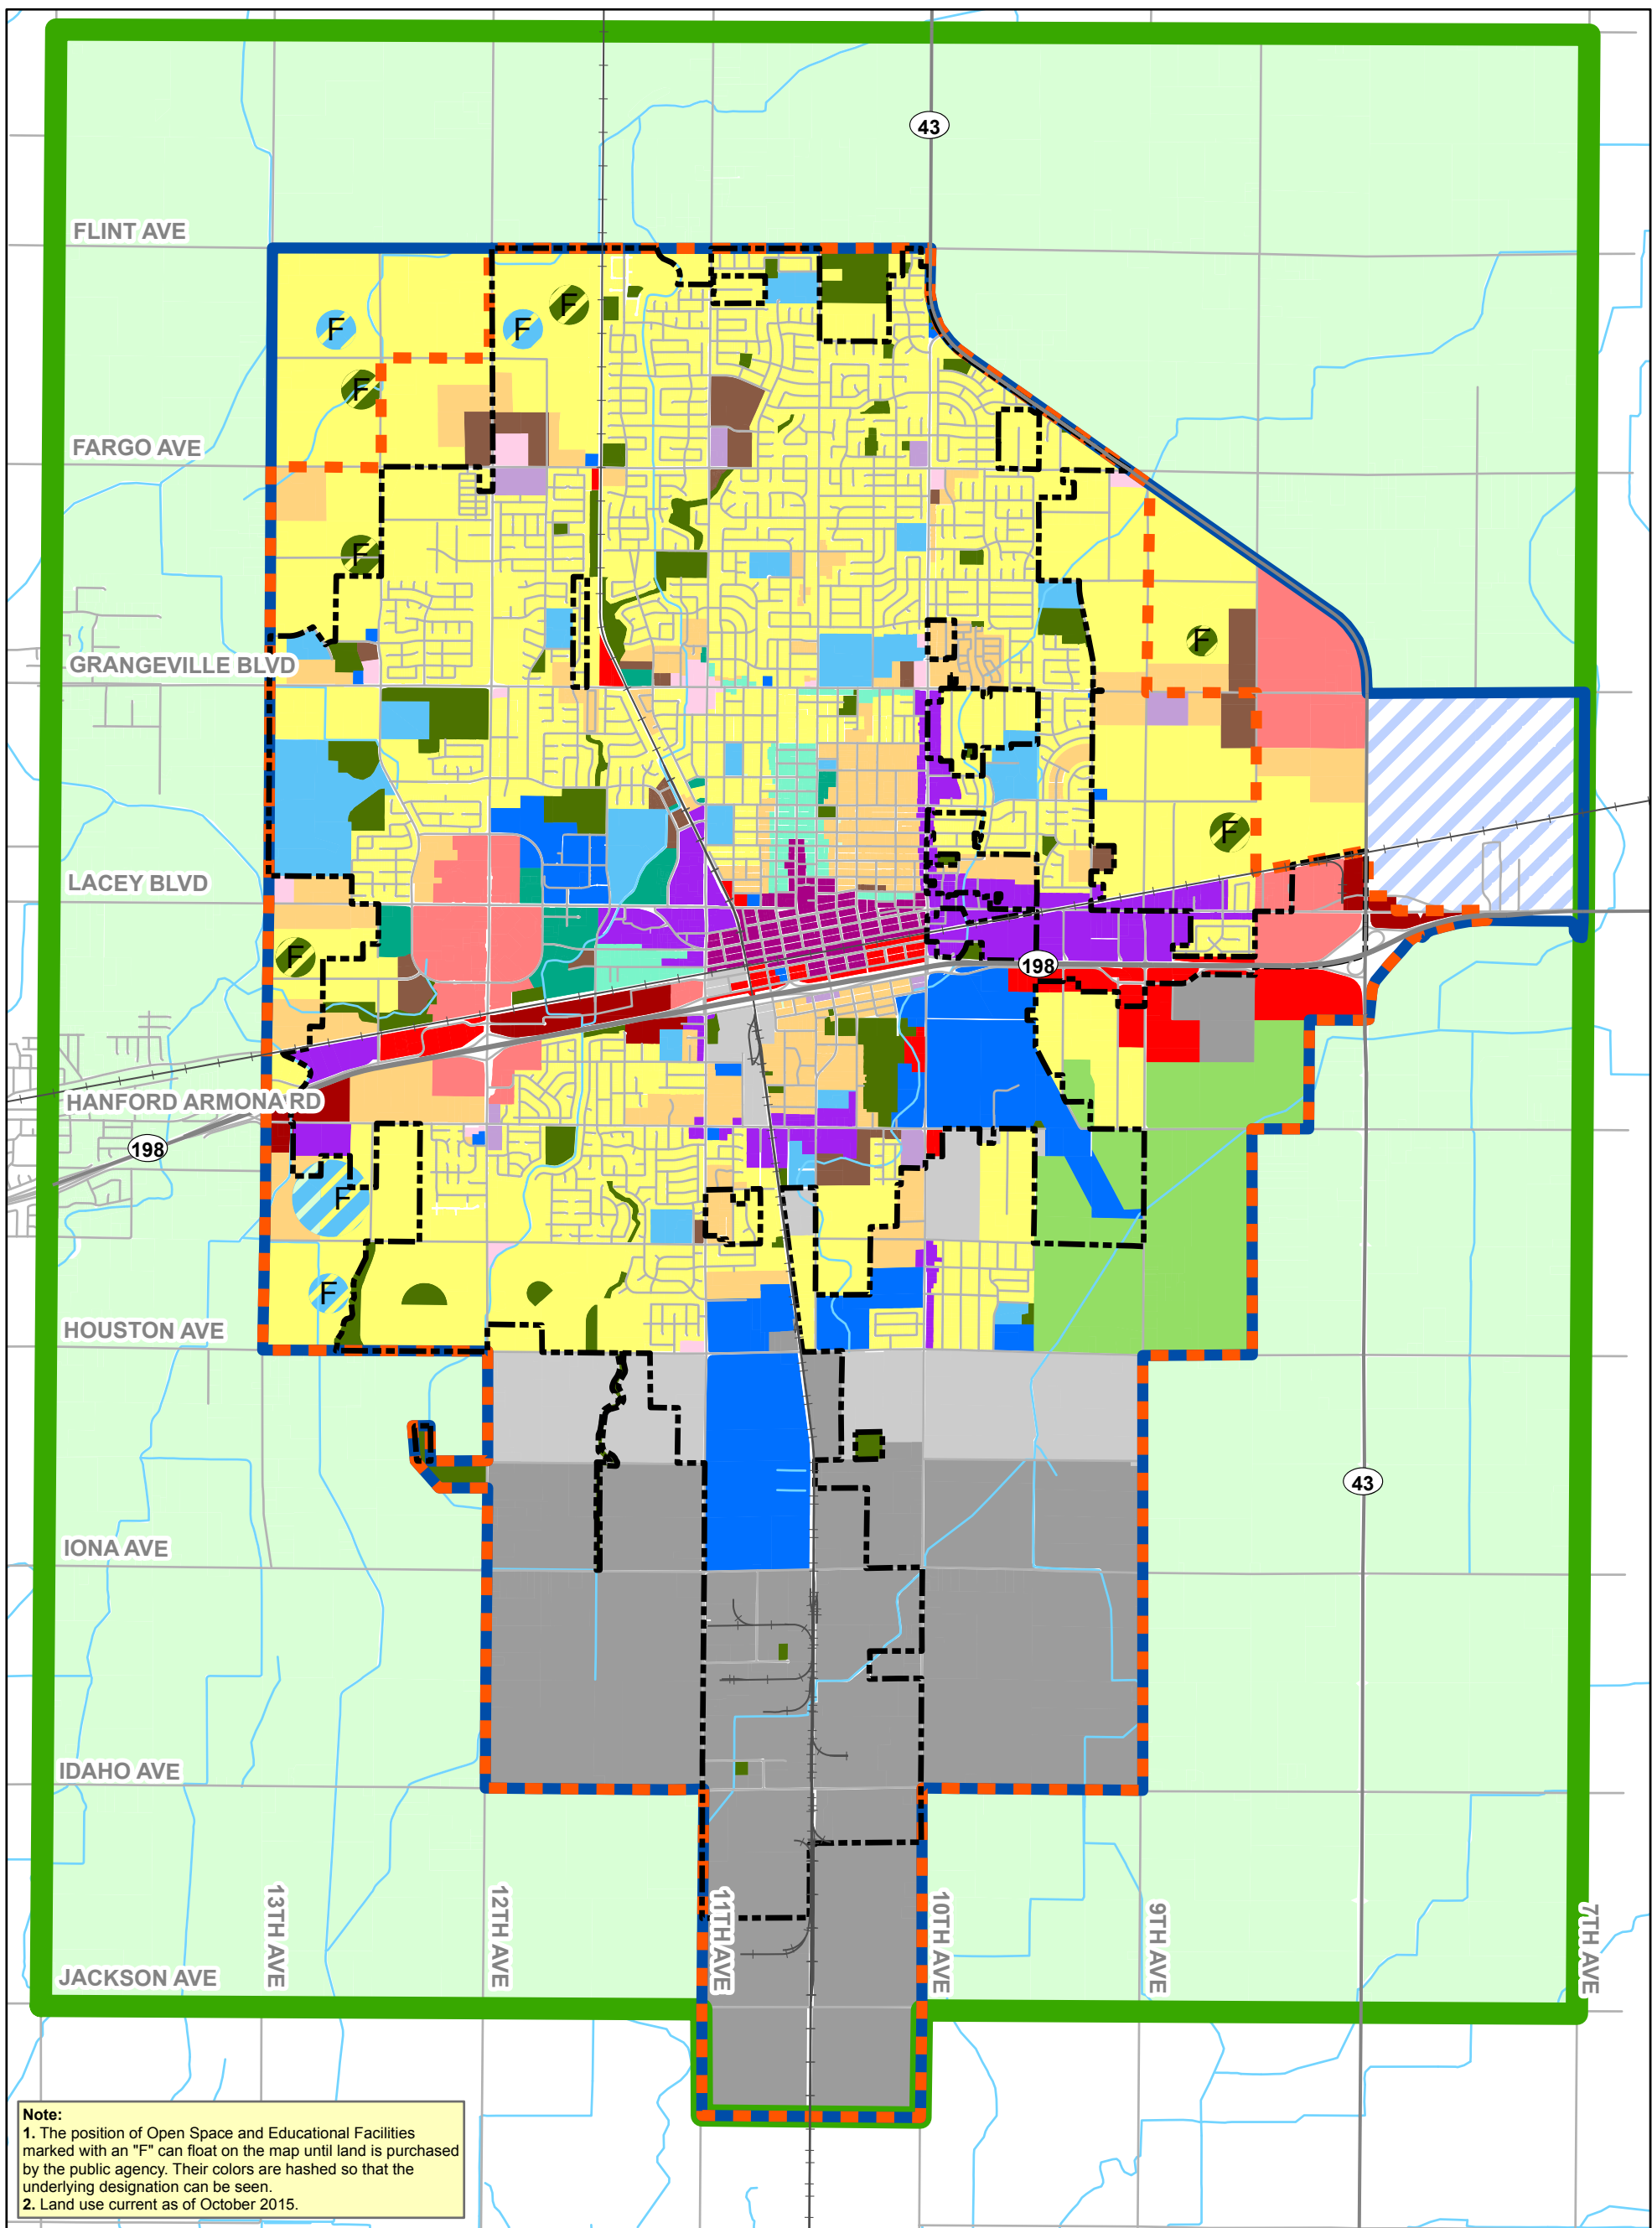 43
FLINT AVE
F
F
F
F
FARGO AVE
F
F
GRANGEVILLE BLVD
F
LACEY BLVD
F
198
HANFORD ARMONA RD
198
F
F
HOUSTON AVE
43
IONA AVE
IDAHO AVE
13TH AVE
12TH AVE
11TH AVE
10TH AVE
9TH AVE
7TH AVE
JACKSON AVE
Note:
1. The position of Open Space and Educational Facilities
marked with an "F" can float on the map until land is purchased
by the public agency. Their colors are hashed so that the
underlying designation can be seen.
2. Land use current as of October 2015.